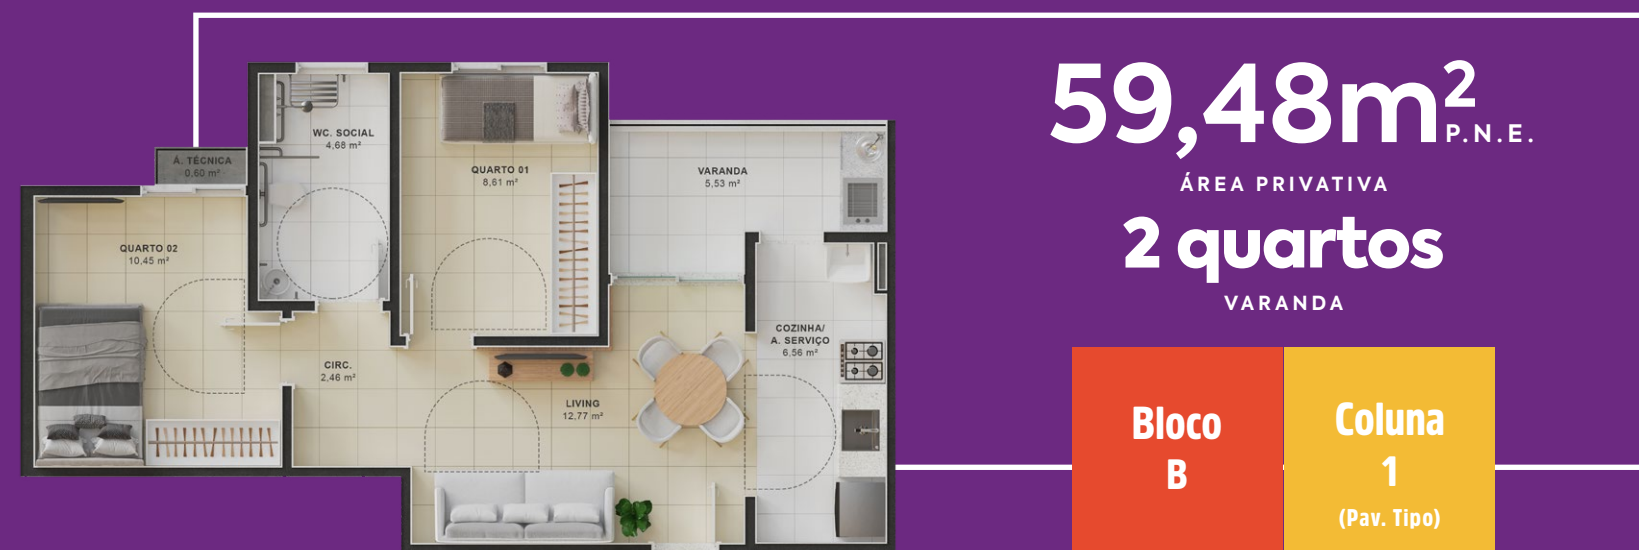 WC. SOCIAL
4,68 m²
Á. TÉCNICA
0,60 m²
QUARTO 01
8,61 m²
VARANDA
5,53 m²
QUARTO 02
10,45 m²
COZINHA/
A. SERVIÇO
6,56 m²
CIRC.
2,46 m²
LIVING
12,77 m²
59,48m²
P.N.E.
ÁREA PRIVATIVA
2 quartos
VARANDA
Bloco
B
Coluna
1
(Pav. Tipo)